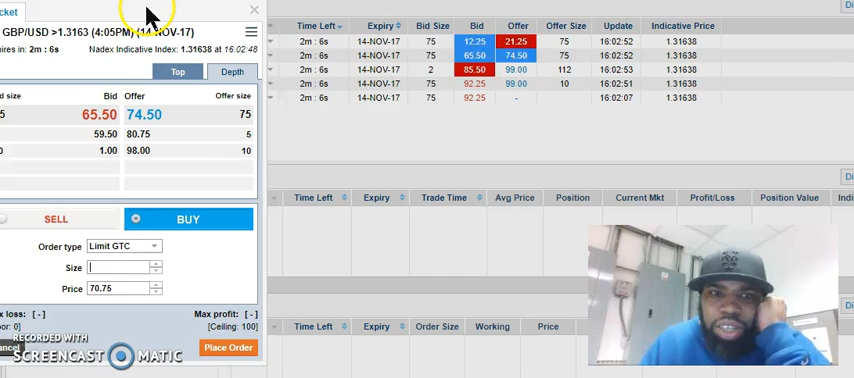 cket
GBP/USD >1.3163 (4:05PM) (14-NOV-17)
ires in: 2m : 6s Nadex Indicative Index: 1.31638 at 16:02:48
Top Depth
d size Bid Offer Offer size
5 65.50 74.50 75
59.50 80.75 5
0 1.00 98.00 10
SELL BUY
Order type Limit GTC
Size
Price 70.75
x loss: [ - ] Max profit: [ - ]
oor: 0] [Ceiling: 100]
ancel Place Order
RECORDED WITH
SCREENCAST MATIC
Di
Time Left Expiry Bid Size Bid Offer Offer Size Update Indicative Price
2m : 6s 14-NOV-17 75 12.25 21.25 75 16:02:52 1.31638
2m : 6s 14-NOV-17 75 65.50 74.50 75 16:02:52 1.31638
2m : 6s 14-NOV-17 2 85.50 99.00 112 16:02:53 1.31638
2m : 6s 14-NOV-17 75 92.25 99.00 10 16:02:51 1.31638
2m : 6s 14-NOV-17 75 92.25 - 16:02:07 1.31638
Di
Time Left Expiry Trade Time Avg Price Position Current Mkt Profit/Loss Position Value Indi
Di
Time Left Expiry Order Size Working Price